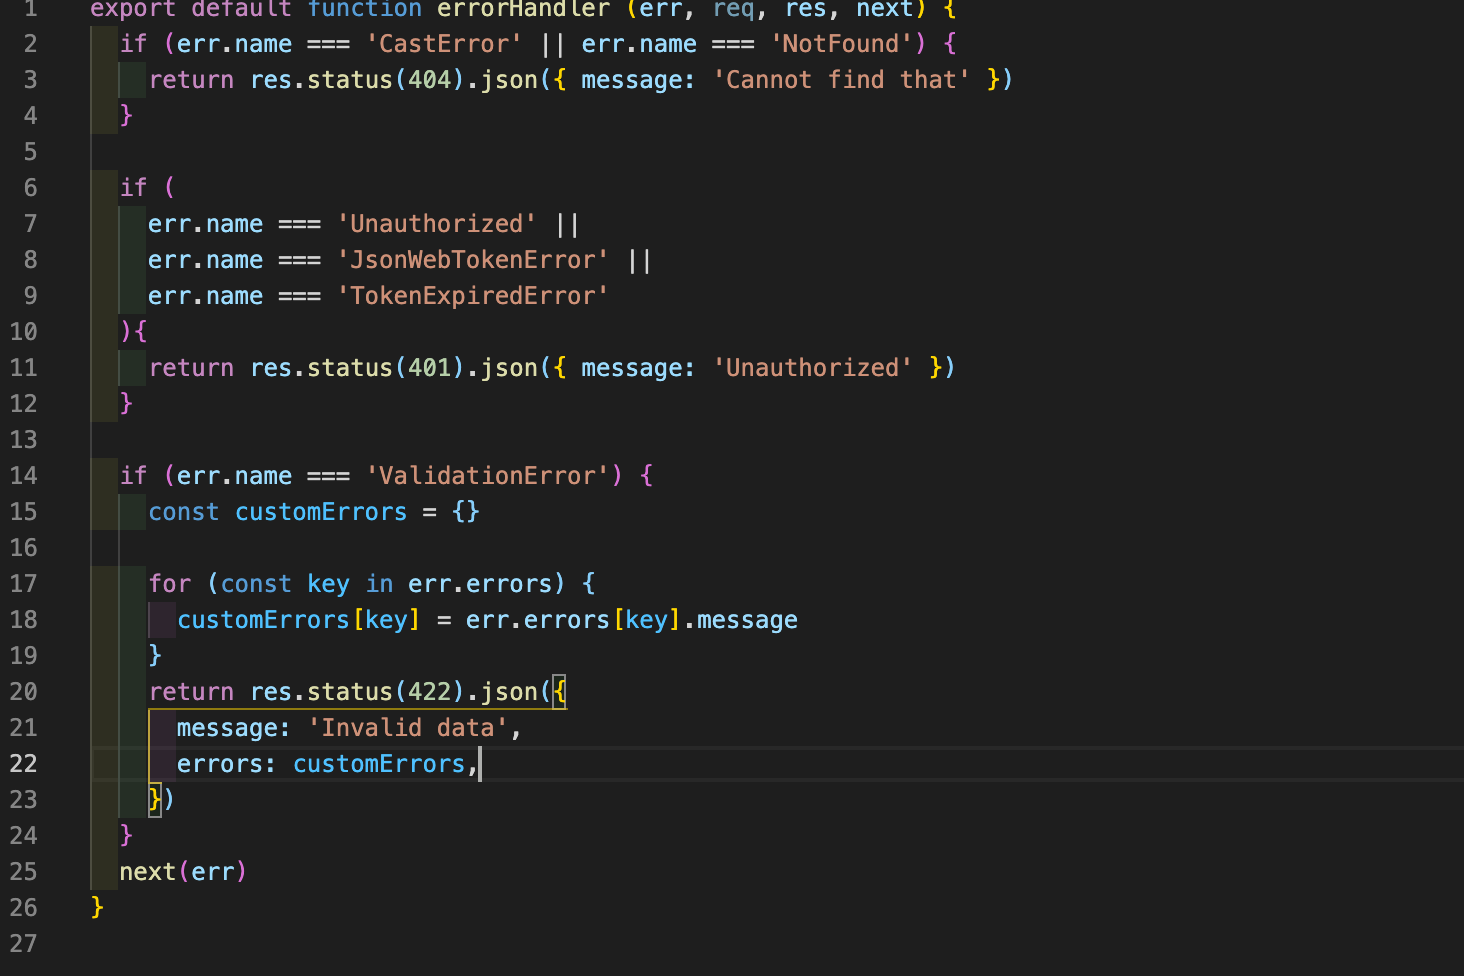 1 export default function errorHandler (err, req, res, next) {
2 if (err.name === 'CastError' || err.name === 'NotFound') {
3 return res.status(404).json({ message: 'Cannot find that' })
4 }
5
6 if (
7 err.name === 'Unauthorized' ||
8 err.name === 'JsonWebTokenError' ||
9 err.name === 'TokenExpiredError'
10 ){
11 return res.status(401).json({ message: 'Unauthorized' })
12 }
13
14 if (err.name === 'ValidationError') {
15 const customErrors = {}
16
17 for (const key in err.errors) {
18 customErrors[key] = err.errors[key].message
19 }
20 return res.status(422).json({
21 message: 'Invalid data',
22 errors: customErrors,
23 })
24 }
25 next(err)
26 }
27